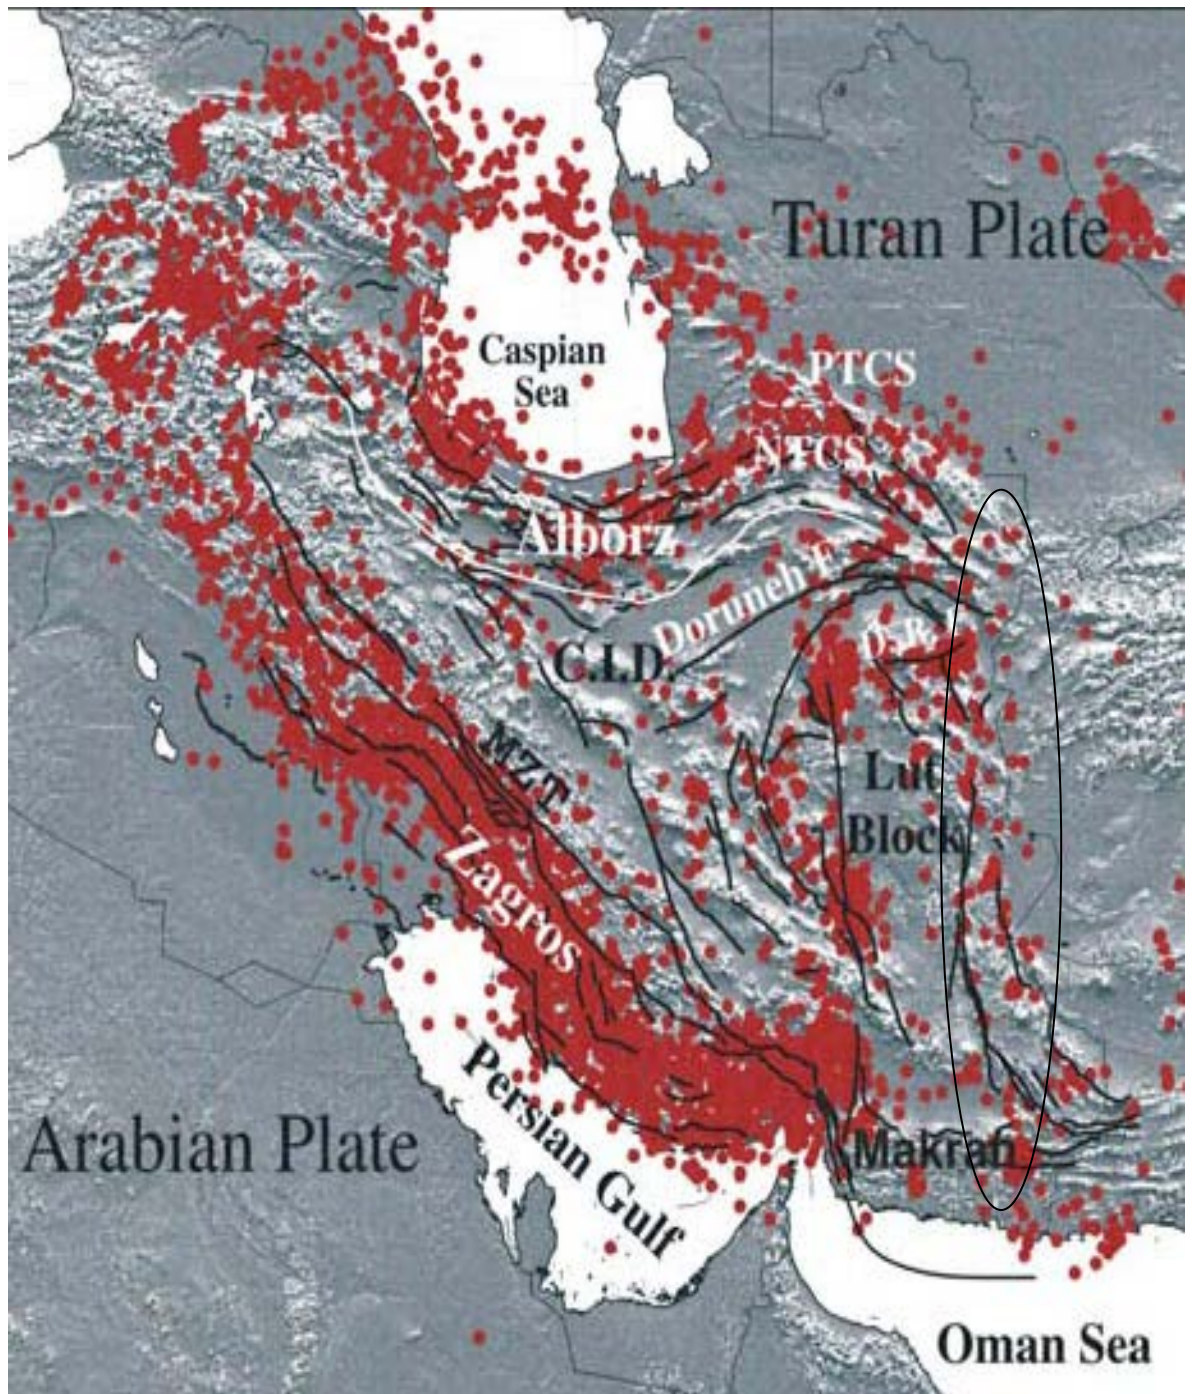 Turan Plate
Caspian
Sea
PTCS
NTCS
Alborz
Doruneh F.
C.I.D.
MZT
Lut
Block
Zagros
Persian Gulf
Arabian Plate
Makran
Oman Sea